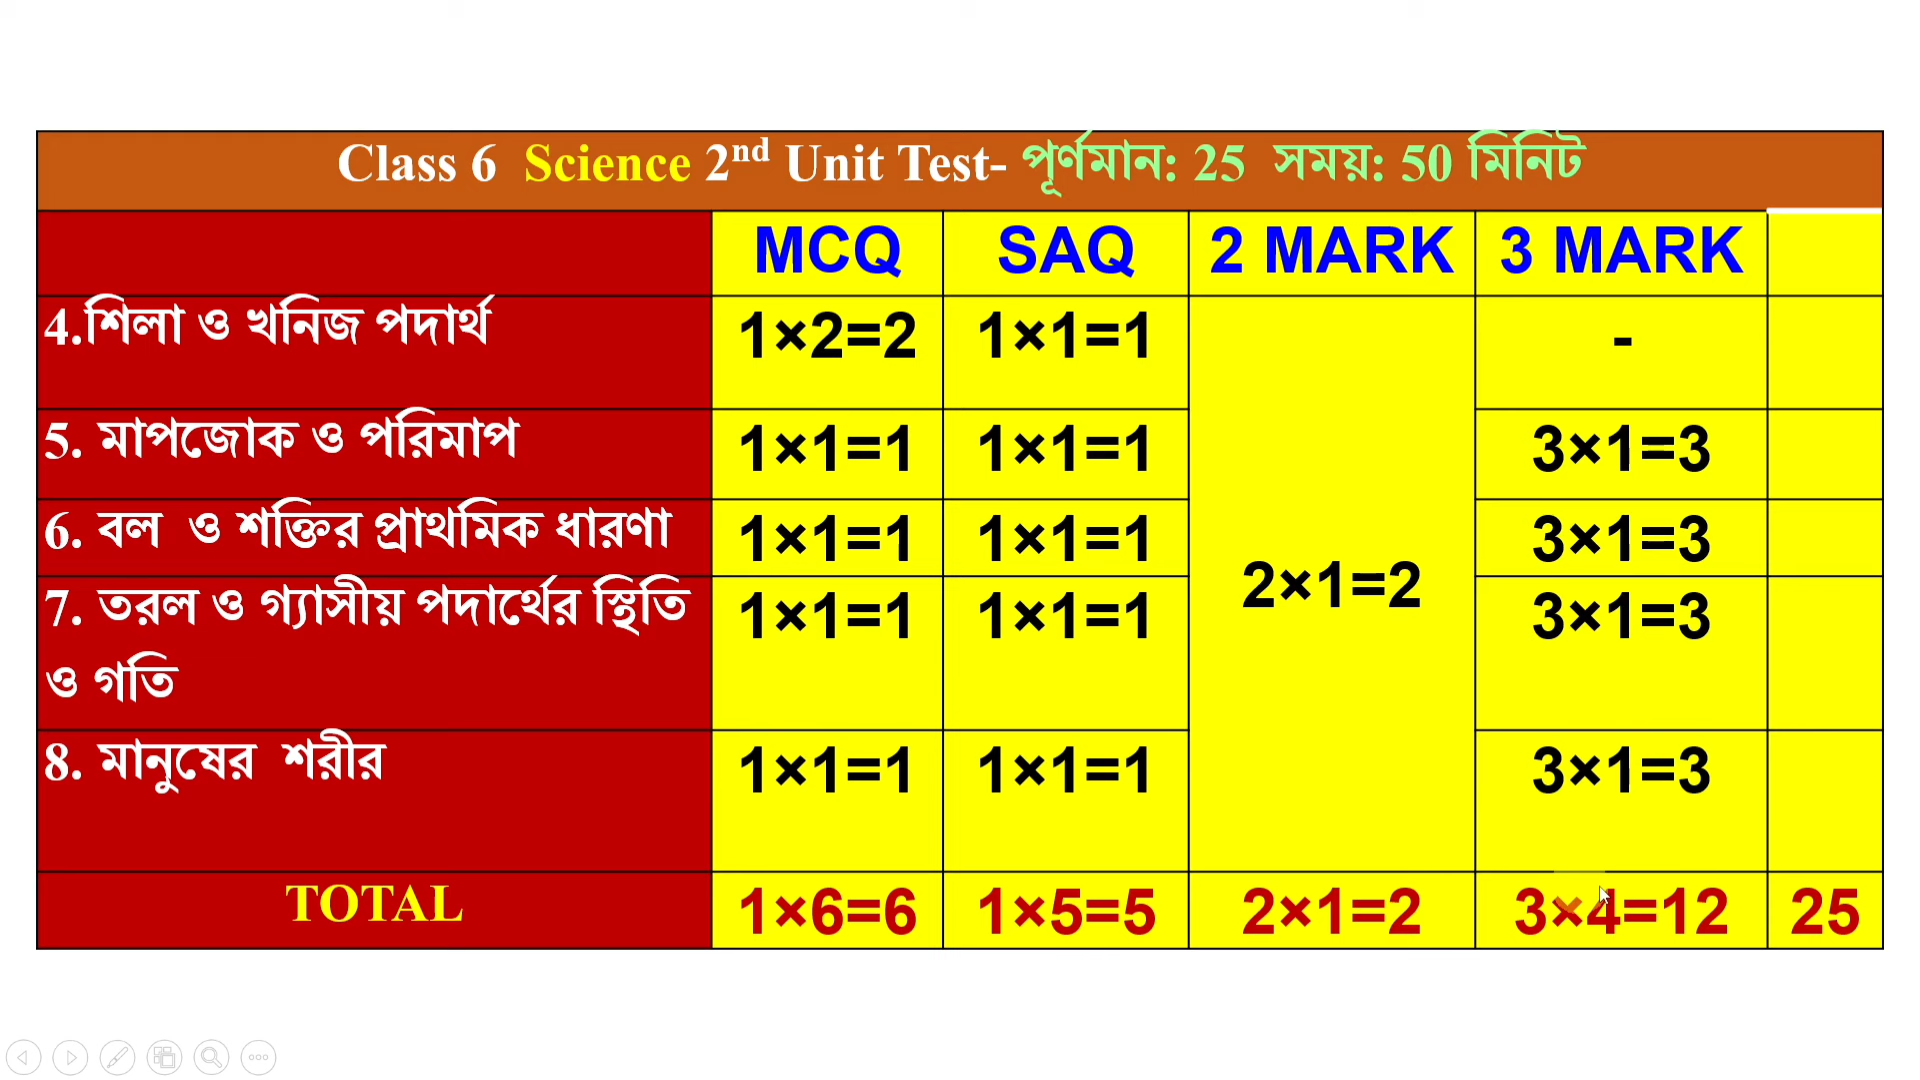 Class 6 Science 2nd Unit Test- পূর্ণমান: 25 সময়: 50 মিনিট
MCQ SAQ 2 MARK 3 MARK
4.শিলা ও খনিজ পদার্থ 1×2=2 1×1=1 -
5. মাপজোক ও পরিমাপ 1×1=1 1×1=1 3×1=3
6. বল ও শক্তির প্রাথমিক ধারণা 1×1=1 1×1=1 3×1=3
2×1=2
7. তরল ও গ্যাসীয় পদার্থের স্থিতি 1×1=1 1×1=1 3×1=3
ও গতি
8. মানুষের শরীর 1×1=1 1×1=1 3×1=3
TOTAL 1×6=6 1×5=5 2×1=2 3×4=12 25